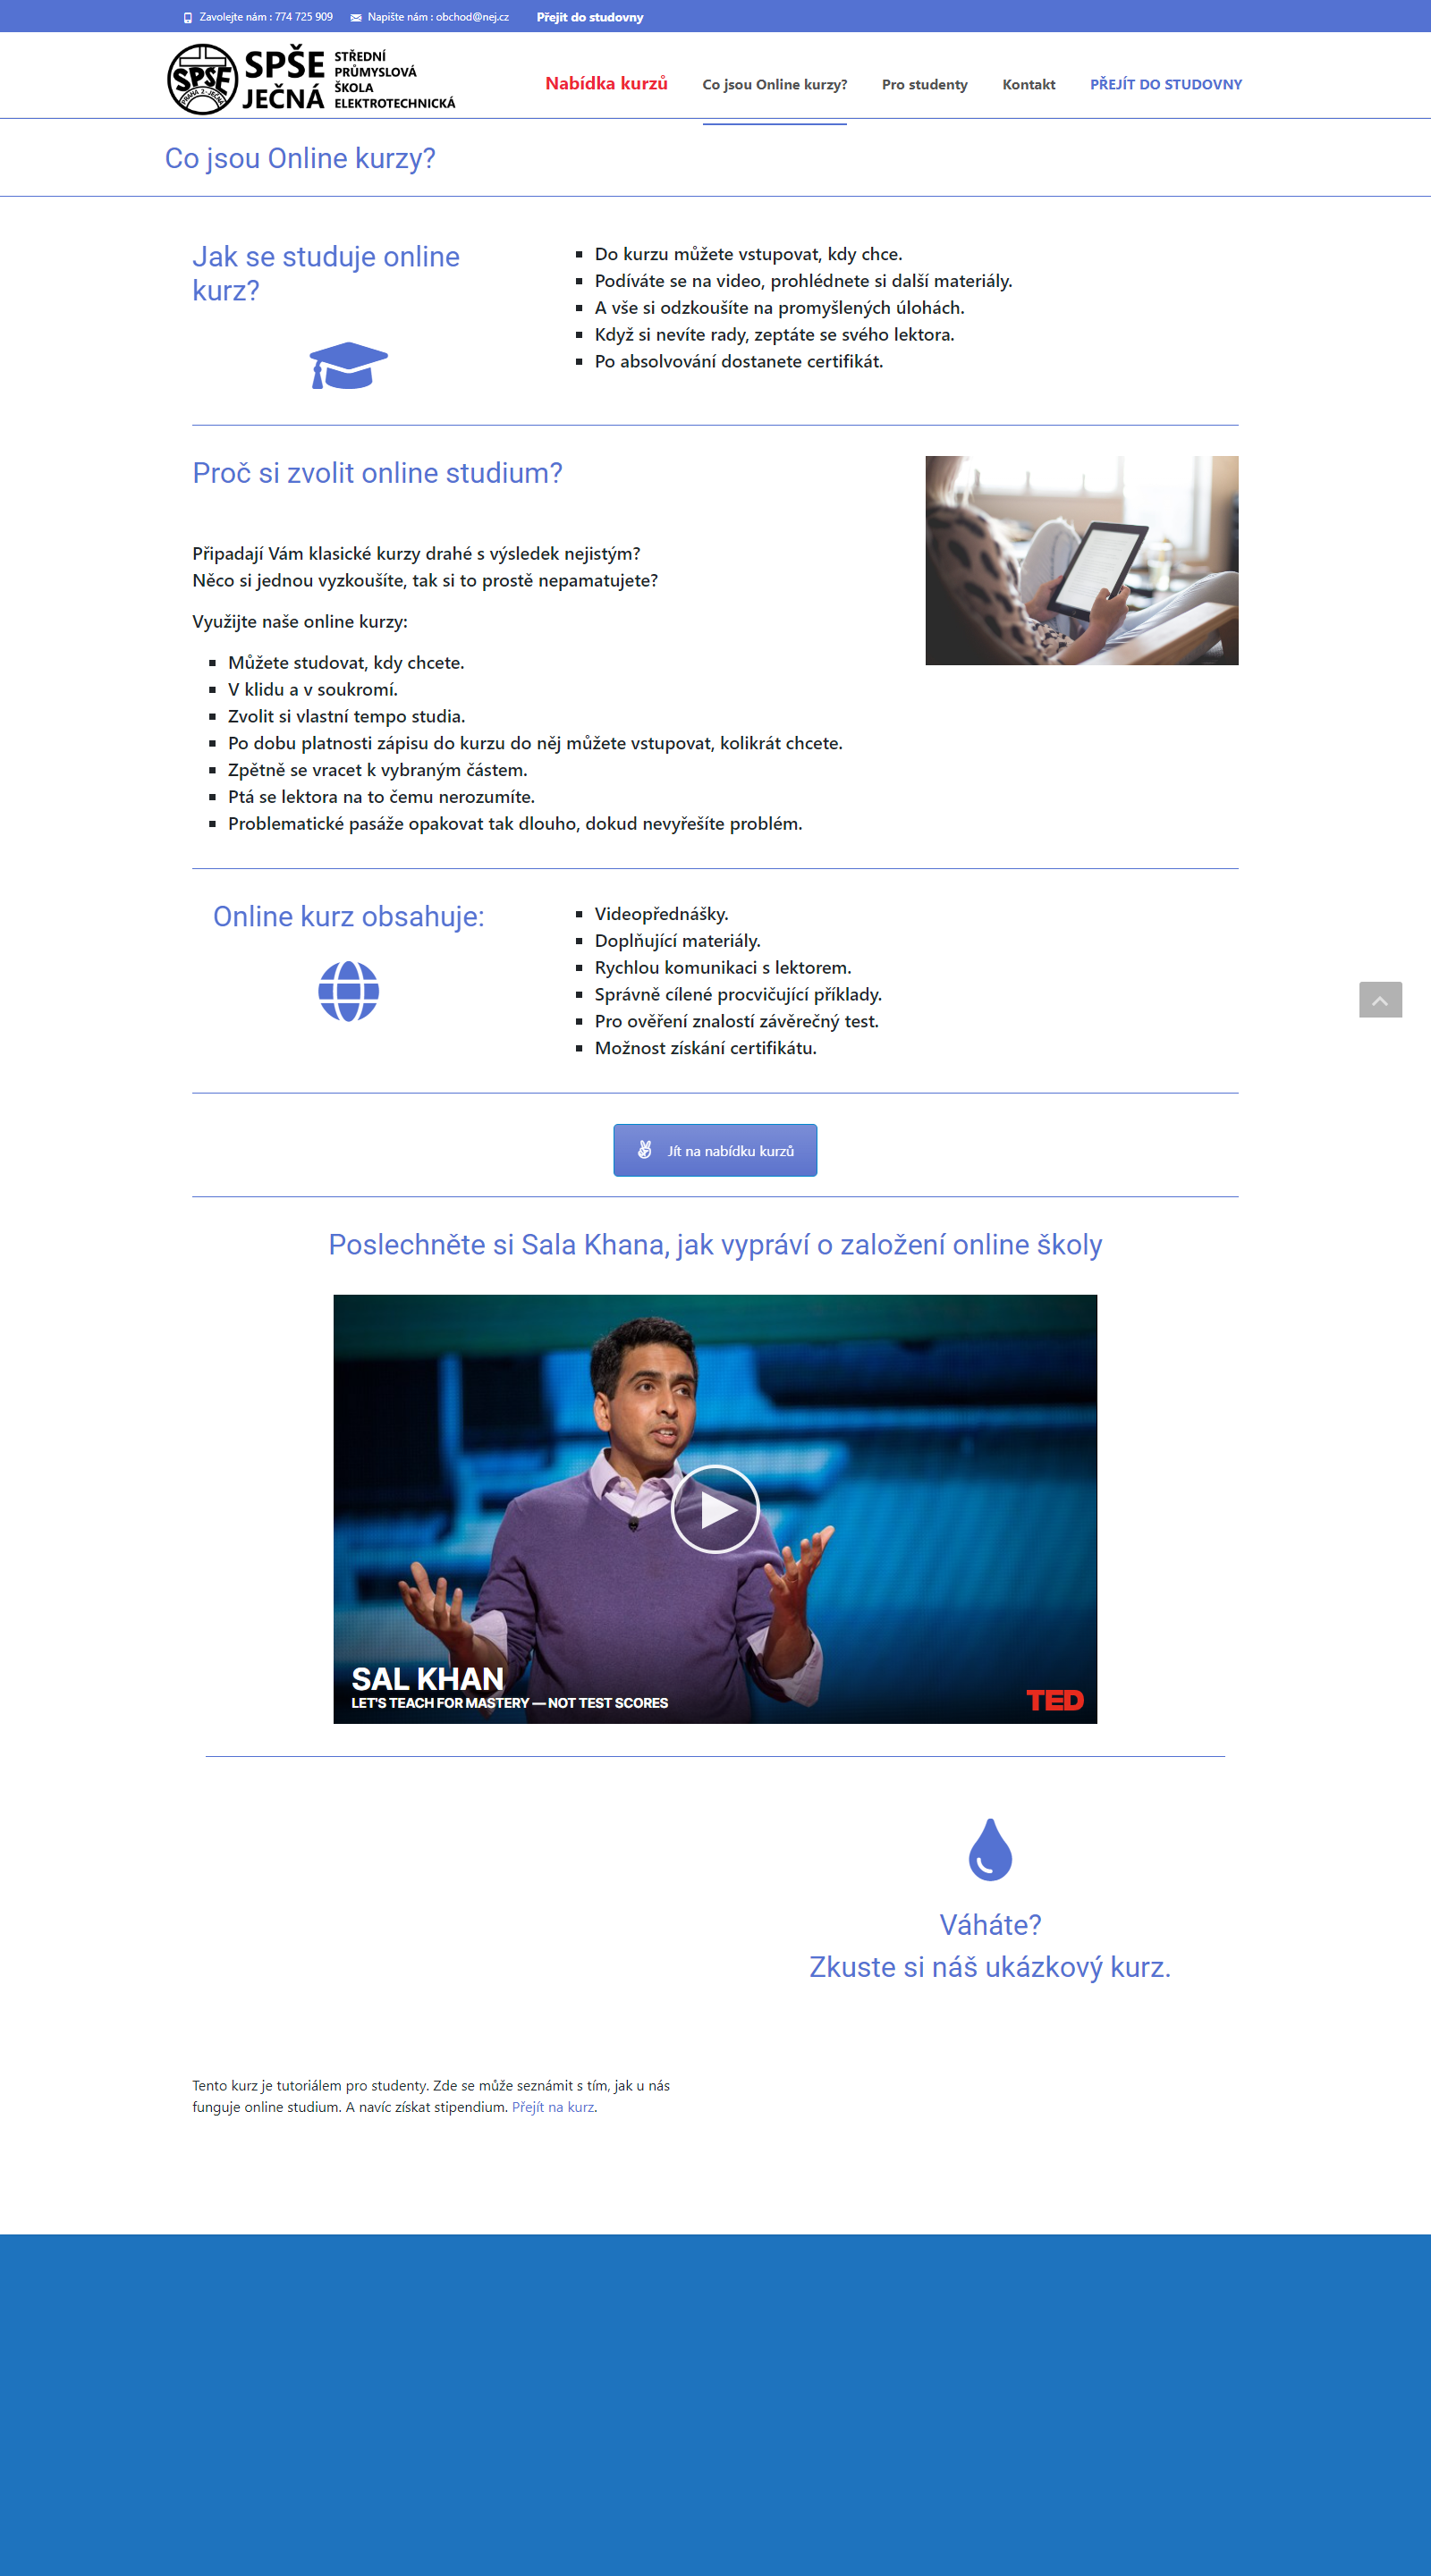 Zavolejte nám : 774 725 909 Napište nám : obchod@nej.cz Přejit do studovny
SPŠE
JEČNÁ
STŘEDNÍ
PRŮMYSLOVÁ
ŠKOLA
ELEKTROTECHNICKÁ
SPŠE
PRAHA 2 - JEČNÁ
Nabídka kurzů Co jsou Online kurzy? Pro studenty Kontakt PŘEJÍT DO STUDOVNY
Co jsou Online kurzy?
Jak se studuje online
kurz?
Do kurzu můžete vstupovat, kdy chce.
Podíváte se na video, prohlédnete si další materiály.
A vše si odzkoušíte na promyšlených úlohách.
Když si nevíte rady, zeptáte se svého lektora.
Po absolvování dostanete certifikát.
Proč si zvolit online studium?
Připadají Vám klasické kurzy drahé s výsledek nejistým?
Něco si jednou vyzkoušíte, tak si to prostě nepamatujete?
Využijte naše online kurzy:
Můžete studovat, kdy chcete.
V klidu a v soukromí.
Zvolit si vlastní tempo studia.
Po dobu platnosti zápisu do kurzu do něj můžete vstupovat, kolikrát chcete.
Zpětně se vracet k vybraným částem.
Ptá se lektora na to čemu nerozumíte.
Problematické pasáže opakovat tak dlouho, dokud nevyřešíte problém.
Online kurz obsahuje:
Videopřednášky.
Doplňující materiály.
Rychlou komunikaci s lektorem.
Správně cílené procvičující příklady.
Pro ověření znalostí závěrečný test.
Možnost získání certifikátu.
Jít na nabídku kurzů
Poslechněte si Sala Khana, jak vypráví o založení online školy
SAL KHAN
LET'S TEACH FOR MASTERY — NOT TEST SCORES
TED
Váháte?
Zkuste si náš ukázkový kurz.
Tento kurz je tutoriálem pro studenty. Zde se může seznámit s tím, jak u nás
funguje online studium. A navíc získat stipendium. Přejít na kurz.